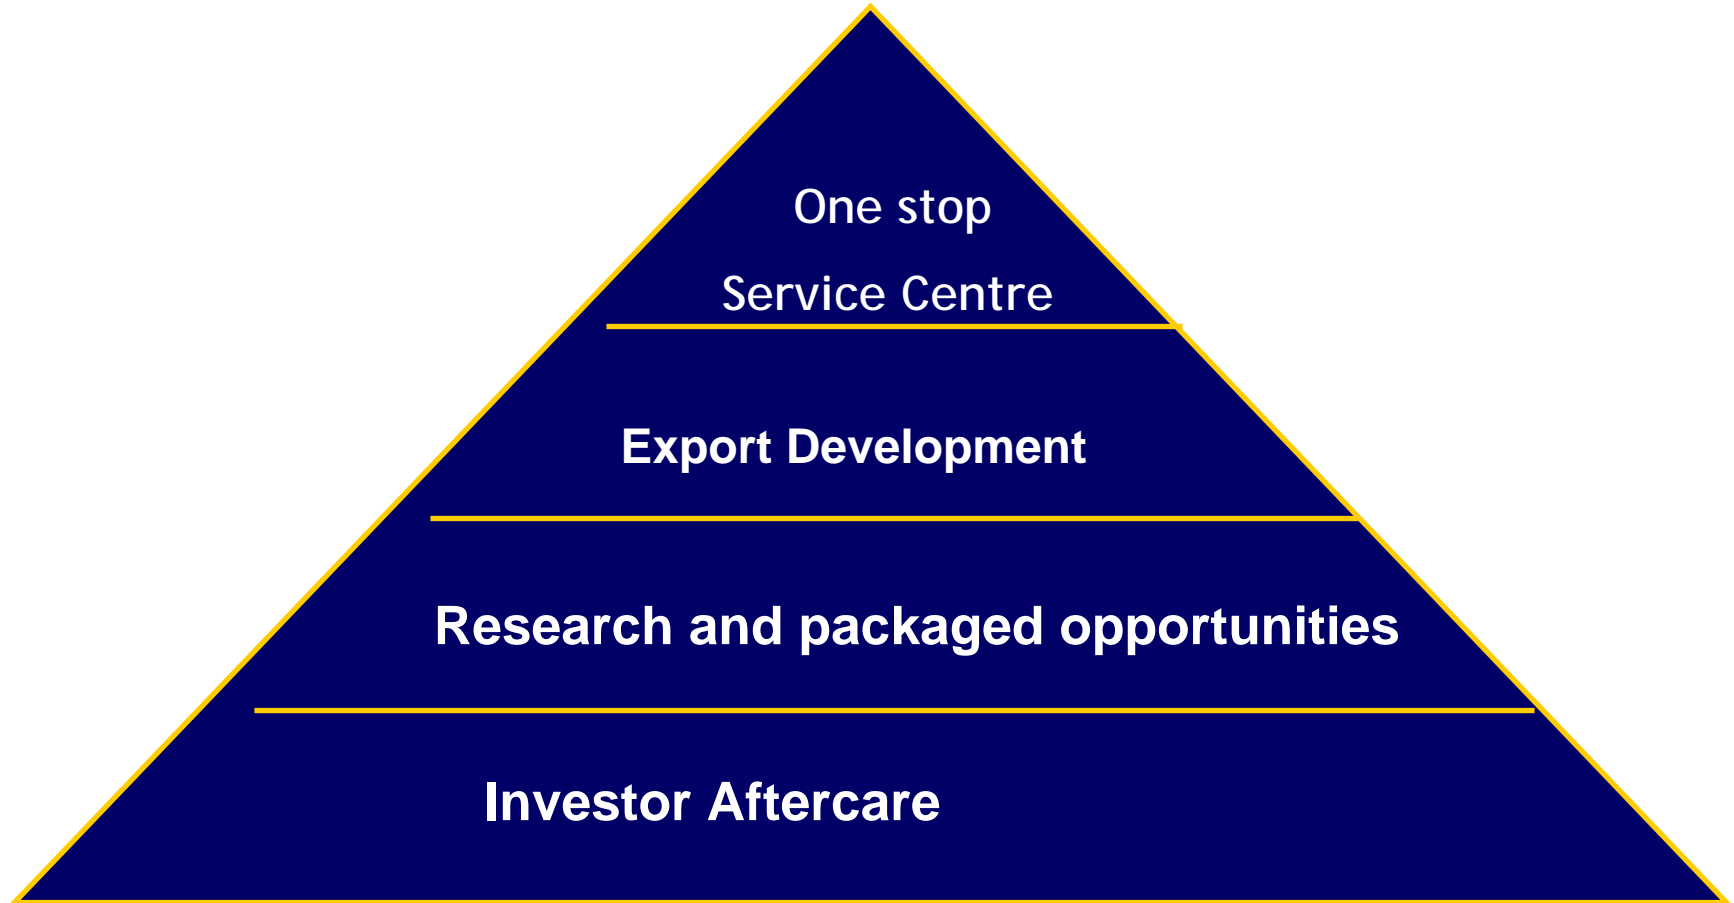 One stop
Service Centre
Export Development
Research and packaged opportunities
Investor Aftercare